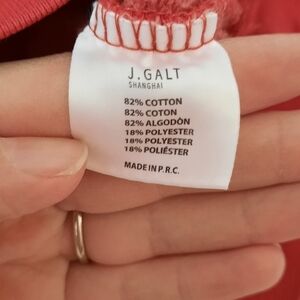 J.GALT
SHANGHAI
82% COTTON
82% COTON
82% ALGODÓN
18% POLYESTER
18% POLYESTER
18% POLIÉSTER
MADE IN P.R.C.